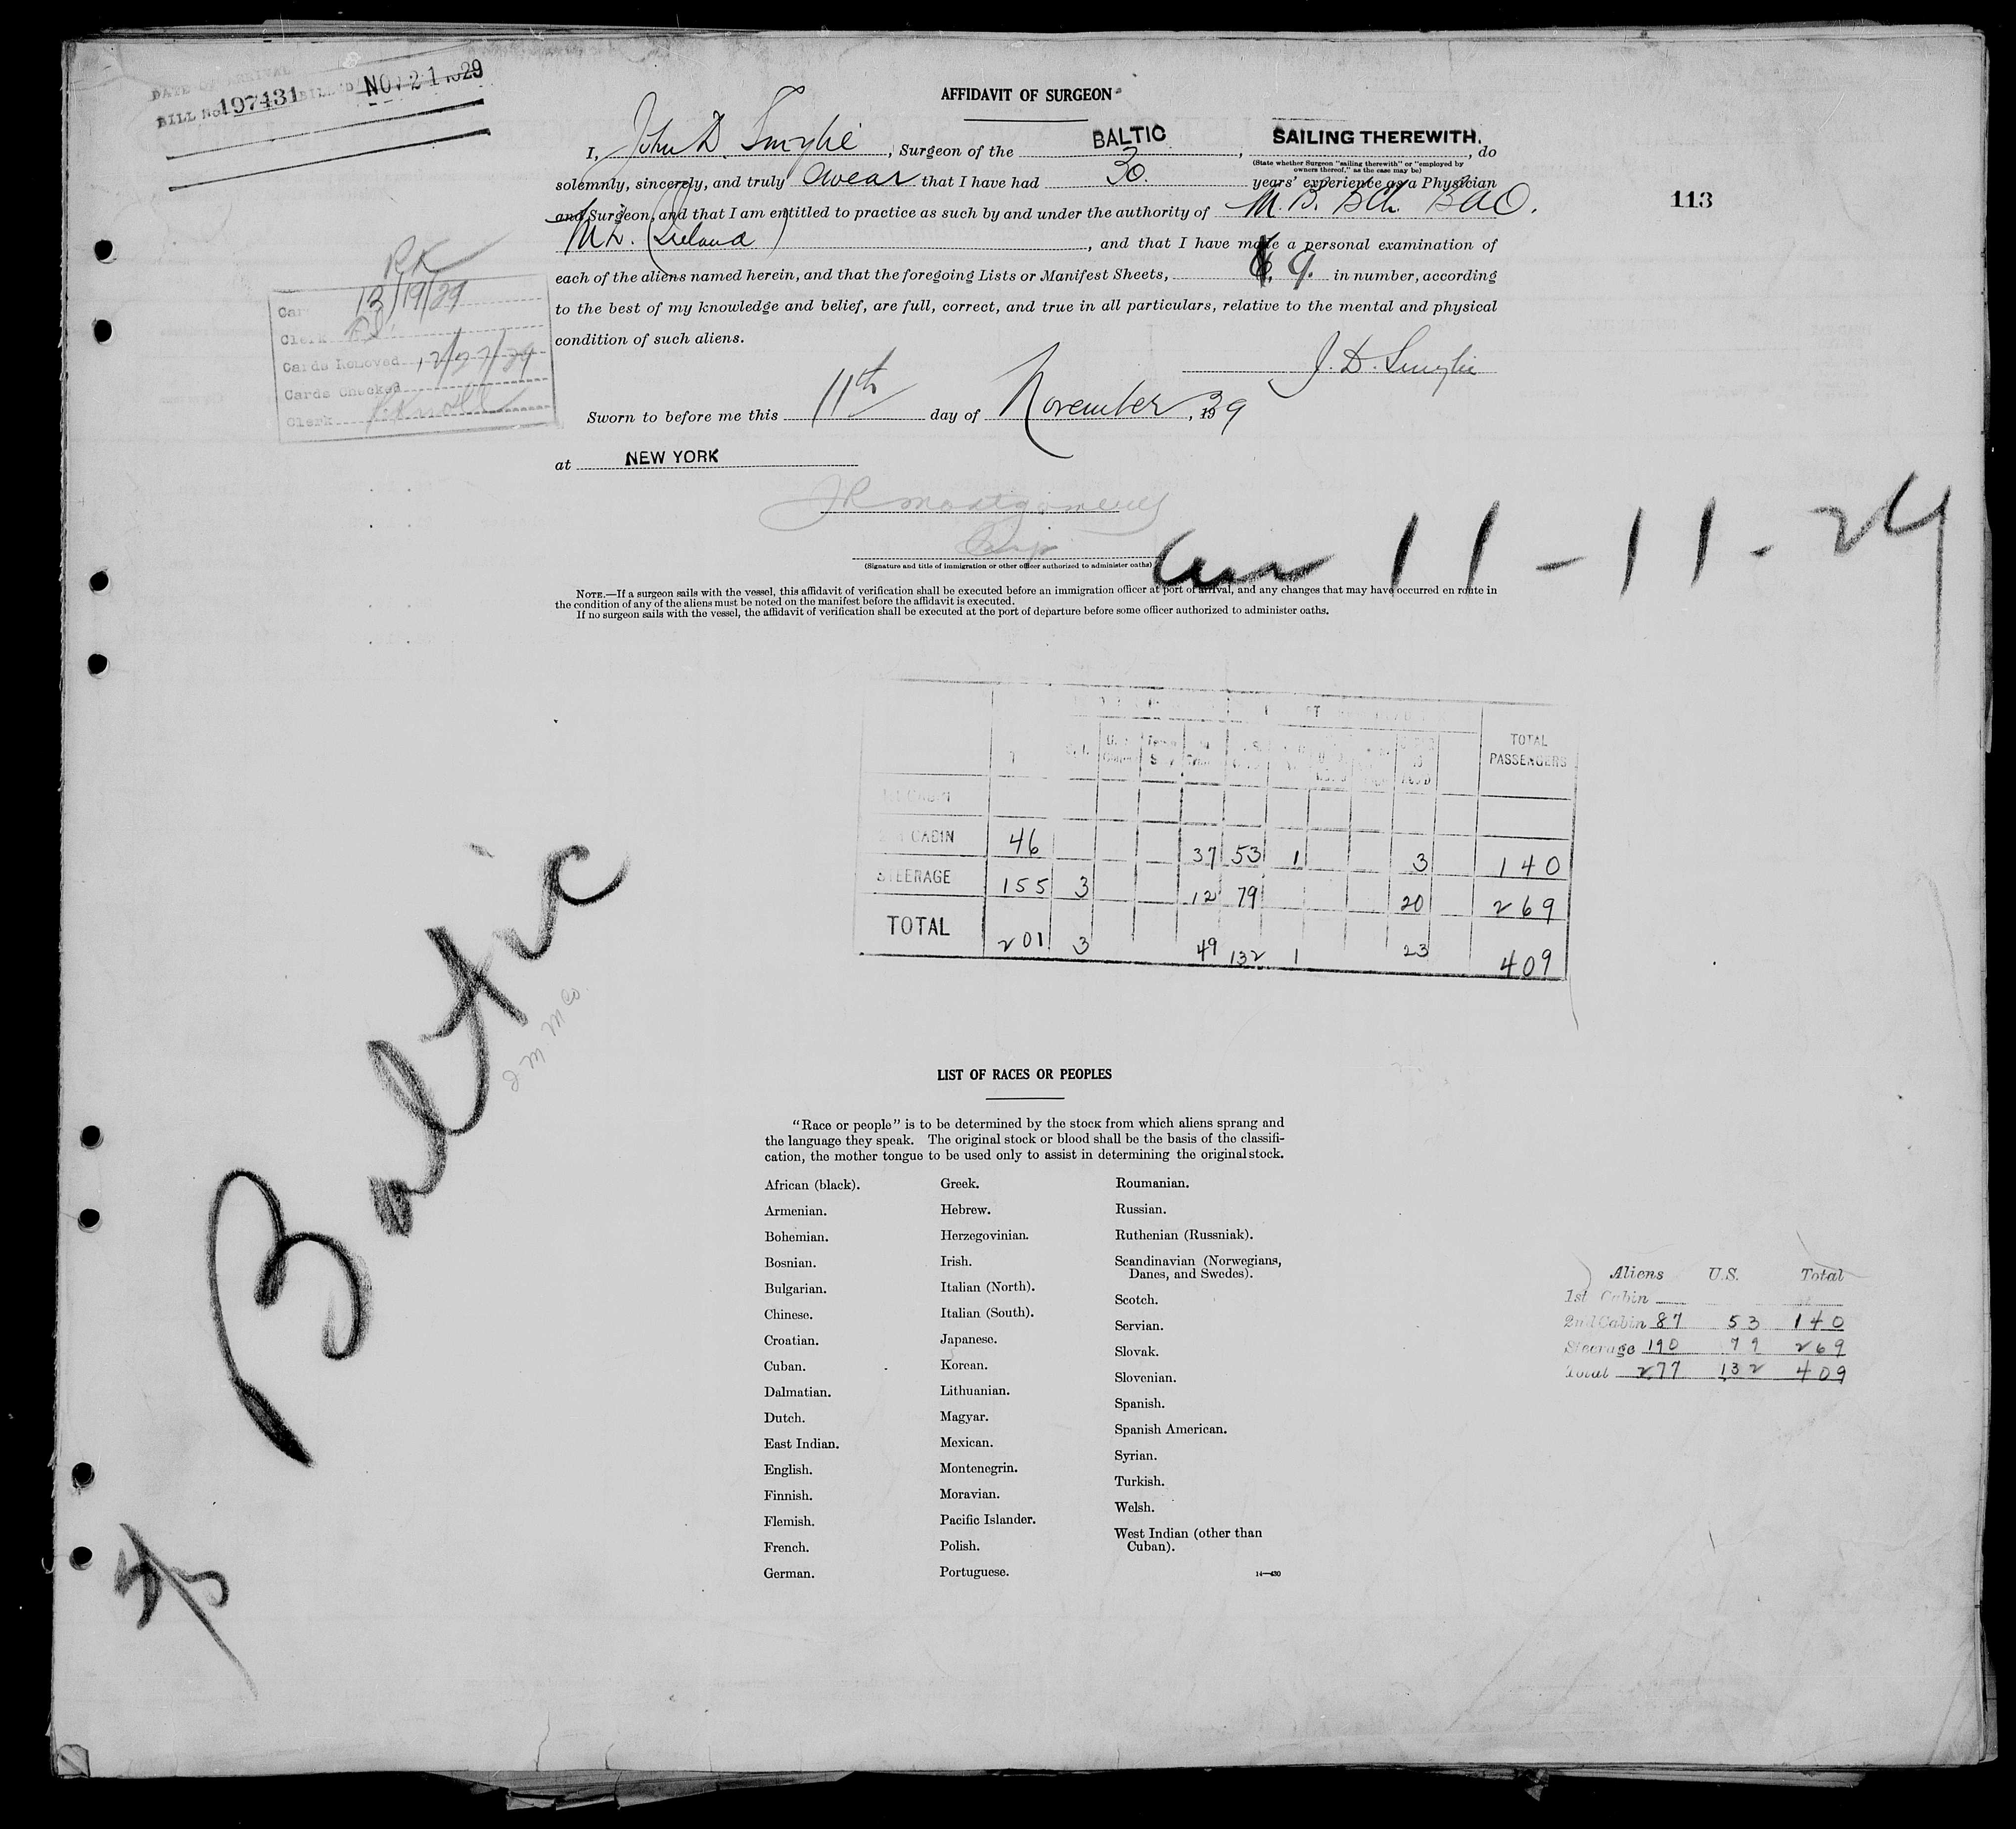 DATE OF ARRIVAL
BILL No. 197431 BILLED NOV 21 1929
AFFIDAVIT OF SURGEON
I, John D. Smylie, Surgeon of the BALTIC, SAILING THEREWITH., do
(State whether Surgeon "sailing therewith" or "employed by
owners thereof," as the case may be)
solemnly, sincerely, and truly swear that I have had 30. years' experience as a Physician
and Surgeon, and that I am entitled to practice as such by and under the authority of M.B. BCh. BAO.
(Ireland), and that I have made a personal examination of
113
each of the aliens named herein, and that the foregoing Lists or Manifest Sheets, 9. in number, according
to the best of my knowledge and belief, are full, correct, and true in all particulars, relative to the mental and physical
condition of such aliens.
J. D. Smylie
12/19/29
Clerk
Cards Removed 12/27/29
Cards Checked
Clerk
Sworn to before me this 11th day of November, 1929
at NEW YORK
JR Montgomery
Insp
(Signature and title of immigration or other officer authorized to administer oaths)
arr 11-11-29
NOTE.—If a surgeon sails with the vessel, this affidavit of verification shall be executed before an immigration officer at port of arrival, and any changes that may have occurred en route in
the condition of any of the aliens must be noted on the manifest before the affidavit is executed.
If no surgeon sails with the vessel, the affidavit of verification shall be executed at the port of departure before some officer authorized to administer oaths.
TOTAL
PASSENGERS
1st CABIN
2nd CABIN 46 37 53 1 3 140
STEERAGE 155 3 12 79 20 269
TOTAL 201 3 49 132 1 23 409
Baltic
I M M Co.
LIST OF RACES OR PEOPLES
"Race or people" is to be determined by the stock from which aliens sprang and
the language they speak. The original stock or blood shall be the basis of the classifi-
cation, the mother tongue to be used only to assist in determining the original stock.
African (black).
Armenian.
Bohemian.
Bosnian.
Bulgarian.
Chinese.
Croatian.
Cuban.
Dalmatian.
Dutch.
East Indian.
English.
Finnish.
Flemish.
French.
German.
Greek.
Hebrew.
Herzegovinian.
Irish.
Italian (North).
Italian (South).
Japanese.
Korean.
Lithuanian.
Magyar.
Mexican.
Montenegrin.
Moravian.
Pacific Islander.
Polish.
Portuguese.
Roumanian.
Russian.
Ruthenian (Russniak).
Scandinavian (Norwegians,
Danes, and Swedes).
Scotch.
Servian.
Slovak.
Slovenian.
Spanish.
Spanish American.
Syrian.
Turkish.
Welsh.
West Indian (other than
Cuban).
14—430
Aliens U.S. Total
1st Cabin
2nd Cabin 87 53 140
Steerage 190 79 269
Total 277 132 409